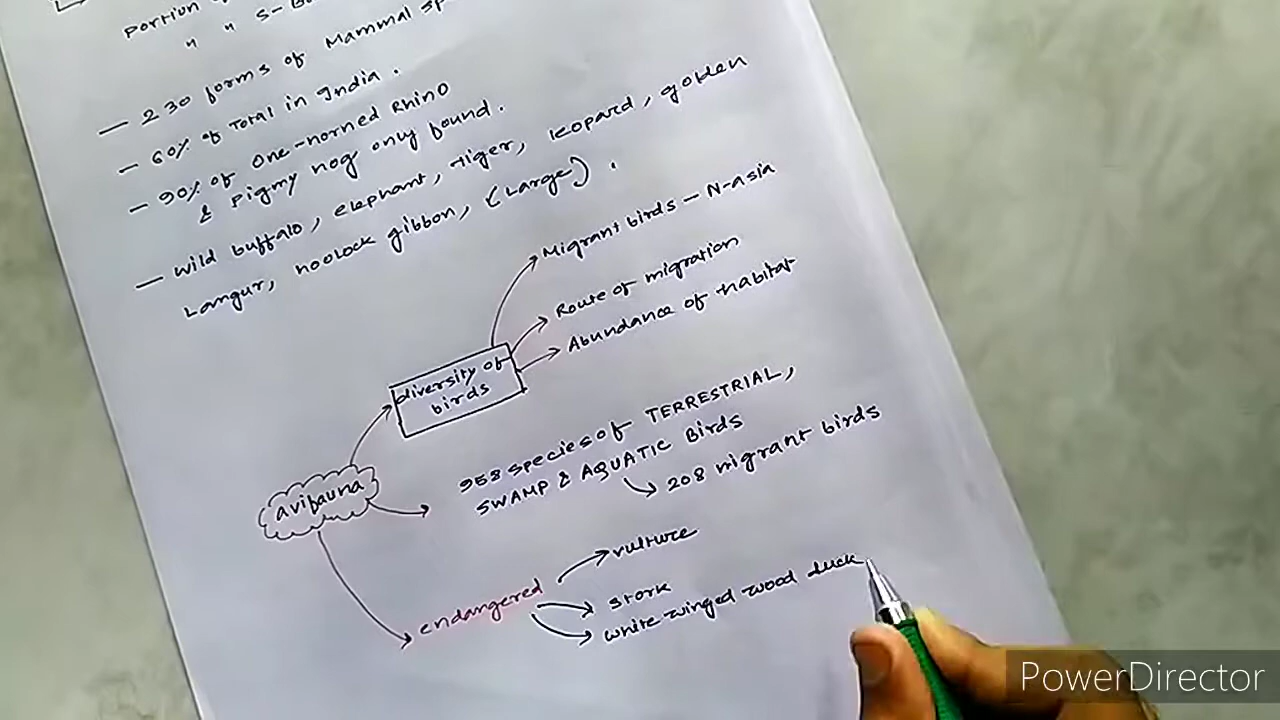 Portion
" " S-
— 230 forms of Mammal
— 60% of Total in India.
— 90% of One-horned Rhino
& Pigmy hog only found.
— Wild buffalo, elephant, Tiger, leopard, golden
Langur, hoolock gibbon, (Large).
Migrant birds – N-asia
Route of migration
Abundance of habitat
diversity of
birds
avifauna
958 species of TERRESTRIAL,
SWAMP & AQUATIC Birds
208 migrant birds
endangered
vulture
stork
white winged wood duck
PowerDirector